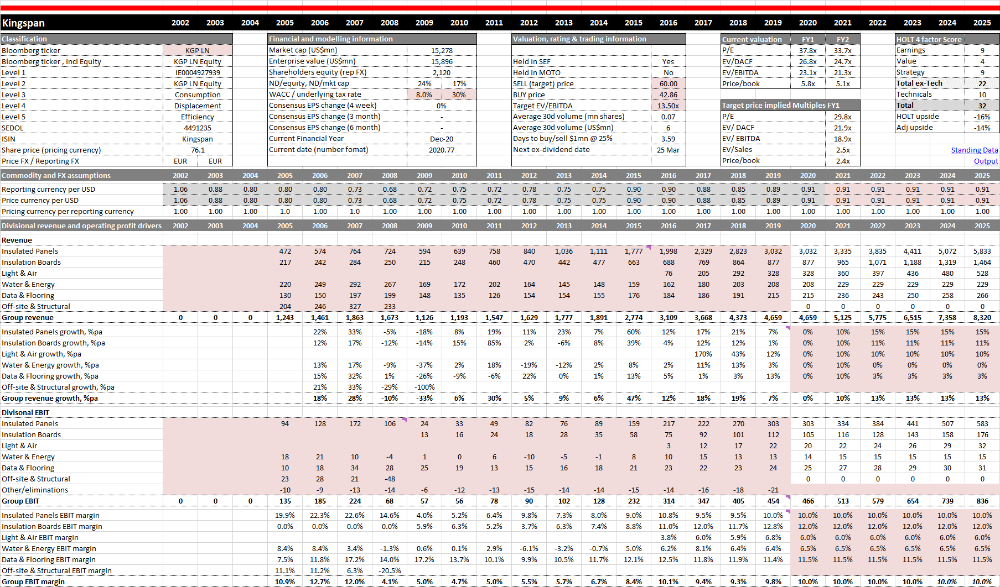 Kingspan 2002 2003 2004 2005 2006 2007 2008 2009 2010 2011 2012 2013 2014 2015 2016 2017 2018 2019 2020 2021 2022 2023 2024 2025
Classification Financial and modelling information Valuation, rating & trading information Current valuation FY1 FY2 HOLT 4 factor Score
Bloomberg ticker KGP LN Market cap (US$mn) 15,278 P/E 37.8x 33.7x Earnings 9
Bloomberg ticker , incl Equity KGP LN Equity Enterprise value (US$mn) 15,896 Held in SEF Yes EV/DACF 26.8x 24.7x Value 4
Level 1 IE0004927939 Shareholders equity (rep FX) 2,120 Held in MOTO No EV/EBITDA 23.1x 21.3x Strategy 9
Level 2 KGP LN Equity ND/equity, ND/mkt cap 24% 17% SELL (target) price 60.00 Price/book 5.8x 5.1x Total ex-Tech 22
Level 3 Consumption WACC / underlying tax rate 8.0% 30% BUY price 42.86 Technicals 10
Level 4 Displacement Consensus EPS change (4 week) 0% Target EV/EBITDA 13.50x Target price implied Multiples FY1 Total 32
Level 5 Efficiency Consensus EPS change (3 month) - Average 30d volume (mn shares) 0.07 P/E 29.8x HOLT upside -16%
SEDOL 4491235 Consensus EPS change (6 month) - Average 30d volume (US$mn) 6 EV/ DACF 21.9x Adj upside -14%
ISIN Kingspan Current Financial Year Dec-20 Days to buy/sell $1mn @ 25% 3.59 EV/ EBITDA 18.9x
Share price (pricing currency) 76.1 Current date (number fomat) 2020.77 Next ex-dividend date 25 Mar EV/Sales 2.5x Standing Data
Price FX / Reporting FX EUR EUR Price/book 2.4x Output
Commodity and FX assumptions 2002 2003 2004 2005 2006 2007 2008 2009 2010 2011 2012 2013 2014 2015 2016 2017 2018 2019 2020 2021 2022 2023 2024 2025
Reporting currency per USD 1.06 0.88 0.80 0.80 0.80 0.73 0.68 0.72 0.75 0.72 0.78 0.75 0.75 0.90 0.90 0.88 0.85 0.89 0.91 0.91 0.91 0.91 0.91 0.91
Price currency per USD 1.06 0.88 0.80 0.80 0.80 0.73 0.68 0.72 0.75 0.72 0.78 0.75 0.75 0.90 0.90 0.88 0.85 0.89 0.91 0.91 0.91 0.91 0.91 0.91
Pricing currency per reporting currency 1.00 1.00 1.00 1.0 1.00 1.0 1.00 1.00 1.00 1.00 1.00 1.00 1.00 1.00 1.00 1.00 1.00 1.00 1.00 1.00 1.00 1.00 1.00 1.00
Divisional revenue and operating profit drivers 2002 2003 2004 2005 2006 2007 2008 2009 2010 2011 2012 2013 2014 2015 2016 2017 2018 2019 2020 2021 2022 2023 2024 2025
Revenue
Insulated Panels 472 574 764 724 594 639 758 840 1,036 1,111 1,777 1,998 2,329 2,823 3,032 3,032 3,335 3,835 4,411 5,072 5,833
Insulation Boards 217 242 284 250 215 248 460 470 442 477 663 688 769 864 877 877 965 1,071 1,188 1,319 1,464
Light & Air 76 205 292 328 328 360 397 436 480 528
Water & Energy 220 249 292 267 169 172 202 164 145 148 159 162 180 203 208 208 229 229 229 229 229
Data & Flooring 130 150 197 199 148 135 126 154 154 155 176 184 186 191 215 215 236 243 250 258 266
Off-site & Structural 204 246 327 233 0 0 0 0 0 0
Group revenue 0 0 0 1,243 1,461 1,863 1,673 1,126 1,193 1,547 1,629 1,777 1,891 2,774 3,109 3,668 4,373 4,659 4,659 5,125 5,775 6,515 7,358 8,320
Insulated Panels growth, %pa 22% 33% -5% -18% 8% 19% 11% 23% 7% 60% 12% 17% 21% 7% 0% 10% 15% 15% 15% 15%
Insulation Boards growth, %pa 12% 17% -12% -14% 15% 85% 2% -6% 8% 39% 4% 12% 12% 1% 0% 10% 11% 11% 11% 11%
Light & Air growth, %pa 170% 43% 12% 0% 10% 10% 10% 10% 10%
Water & Energy growth, %pa 13% 17% -9% -37% 2% 18% -19% -12% 2% 8% 2% 11% 13% 3% 0% 10% 0% 0% 0% 0%
Data & Flooring growth, %pa 15% 32% 1% -26% -9% -6% 22% 0% 1% 13% 5% 1% 3% 13% 0% 10% 3% 3% 3% 3%
Off-site & Structural growth, %pa 21% 33% -29% -100%
Group revenue growth, %pa 18% 28% -10% -33% 6% 30% 5% 9% 6% 47% 12% 18% 19% 7% 0% 10% 13% 13% 13% 13%
Divisonal EBIT
Insulated Panels 94 128 172 106 24 33 49 82 76 89 159 217 222 270 303 303 334 384 441 507 583
Insulation Boards 13 16 24 18 28 35 58 75 92 101 112 105 116 128 143 158 176
Light & Air 3 12 17 22 20 22 24 26 29 32
Water & Energy 18 21 10 -4 1 0 6 -10 -5 -1 8 10 15 13 13 14 15 15 15 15 15
Data & Flooring 10 18 34 28 25 19 13 15 16 18 21 23 22 23 24 25 27 28 29 30 31
Off-site & Structural 23 28 21 -48 0 0 0 0 0 0
Other/eliminations -10 -9 -13 -14 -6 -12 -13 -15 -14 -14 -15 -14 -16 -18 -21
Group EBIT 0 0 0 135 185 224 68 57 56 78 90 102 128 232 314 347 405 454 466 513 579 654 739 836
Insulated Panels EBIT margin 19.9% 22.3% 22.6% 14.6% 4.0% 5.2% 6.4% 9.8% 7.3% 8.0% 9.0% 10.8% 9.5% 9.5% 10.0% 10.0% 10.0% 10.0% 10.0% 10.0% 10.0%
Insulation Boards EBIT margin 0.0% 0.0% 0.0% 0.0% 5.9% 6.3% 5.2% 3.7% 6.3% 7.4% 8.8% 11.0% 12.0% 11.7% 12.8% 12.0% 12.0% 12.0% 12.0% 12.0% 12.0%
Light & Air EBIT margin 3.8% 6.0% 5.9% 6.8% 6.0% 6.0% 6.0% 6.0% 6.0% 6.0%
Water & Energy EBIT margin 8.4% 8.4% 3.4% -1.3% 0.6% 0.1% 2.9% -6.1% -3.2% -0.7% 5.0% 6.2% 8.1% 6.4% 6.4% 6.5% 6.5% 6.5% 6.5% 6.5% 6.5%
Data & Flooring EBIT margin 7.5% 11.8% 17.2% 14.0% 17.2% 13.7% 10.1% 9.9% 10.5% 11.7% 12.1% 12.5% 11.8% 11.9% 11.4% 11.5% 11.5% 11.5% 11.5% 11.5% 11.5%
Off-site & Structural EBIT margin 11.1% 11.2% 6.3% -20.5%
Group EBIT margin 10.9% 12.7% 12.0% 4.1% 5.0% 4.7% 5.0% 5.5% 5.7% 6.7% 8.4% 10.1% 9.4% 9.3% 9.8% 10.0% 10.0% 10.0% 10.0% 10.0% 10.0%